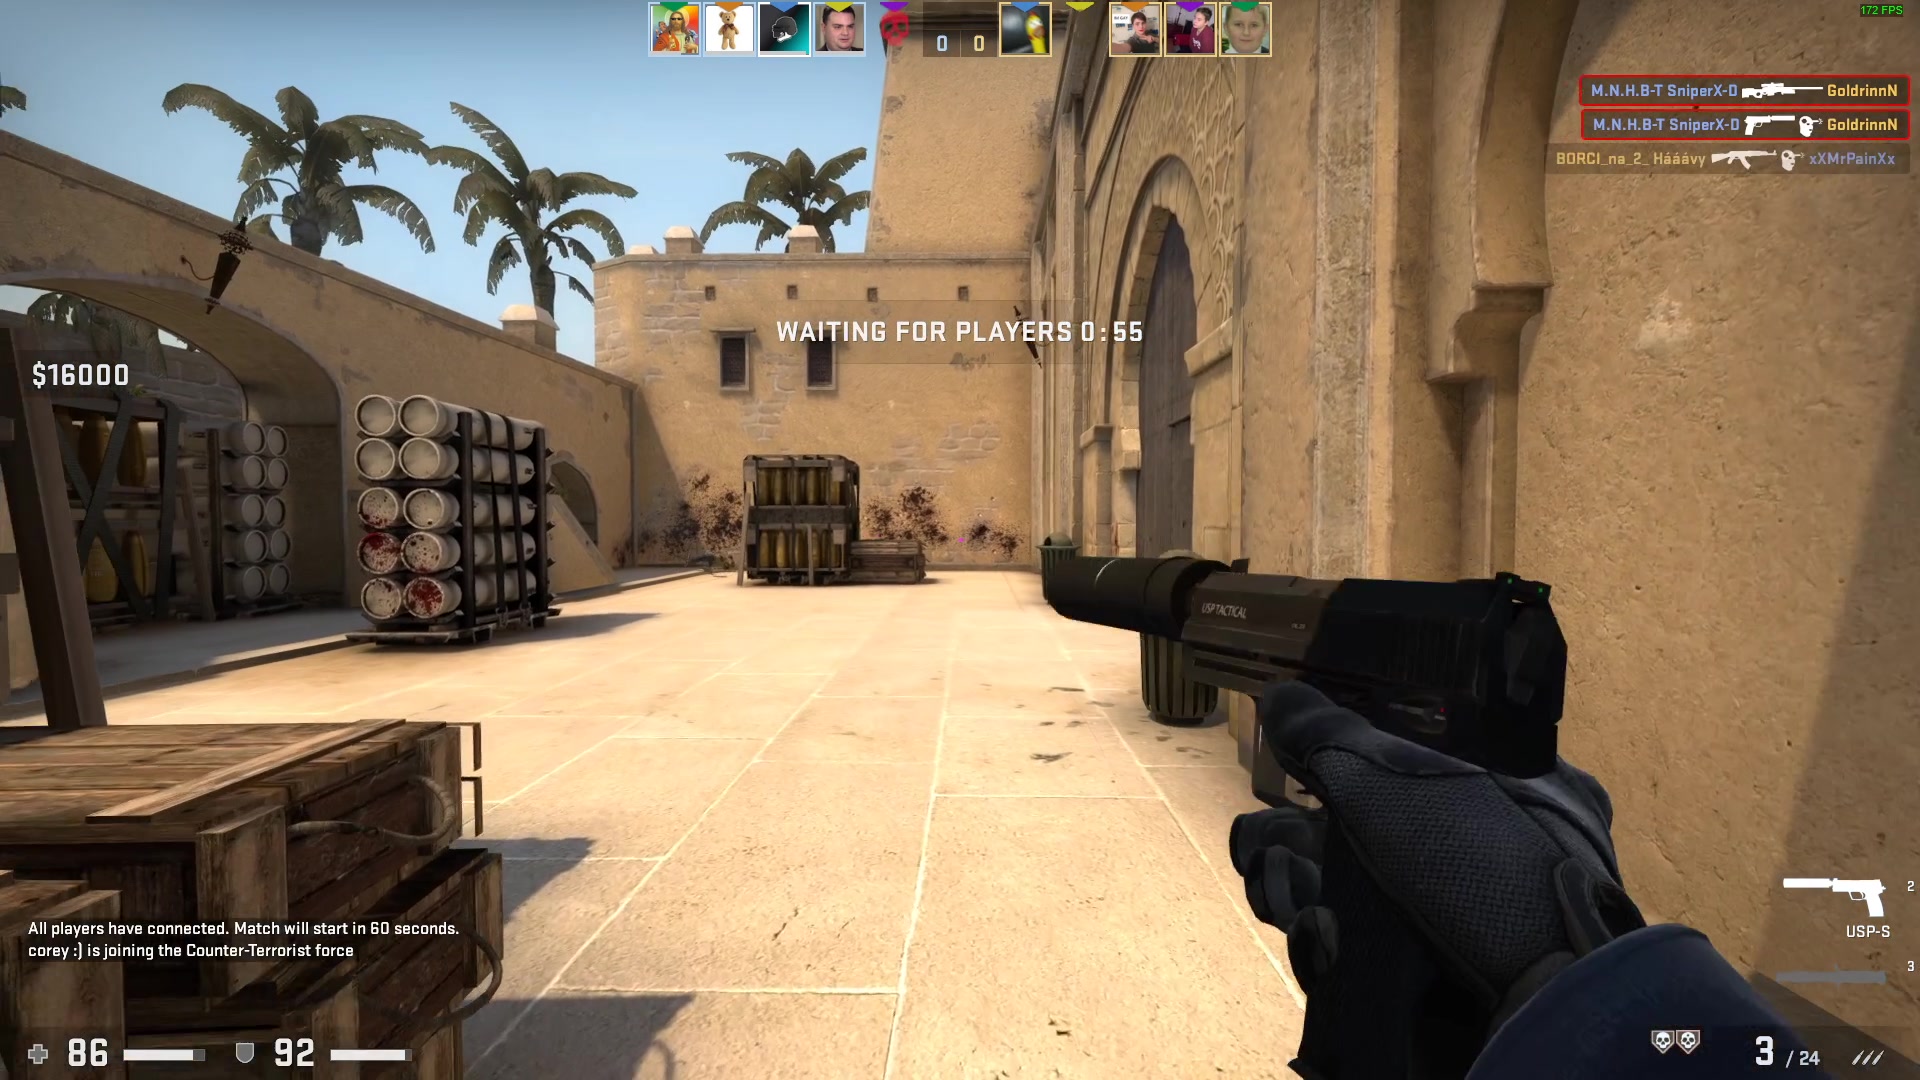 172 FPS
0 0
M.N.H.B-T SniperX-D GoldrinnN
M.N.H.B-T SniperX-D GoldrinnN
BORCI_na_2_ Hááávy xXMrPainXx
WAITING FOR PLAYERS 0:55
$16000
USP TACTICAL
All players have connected. Match will start in 60 seconds.
corey :) is joining the Counter-Terrorist force
2
USP-S
3
86 92
3 / 24